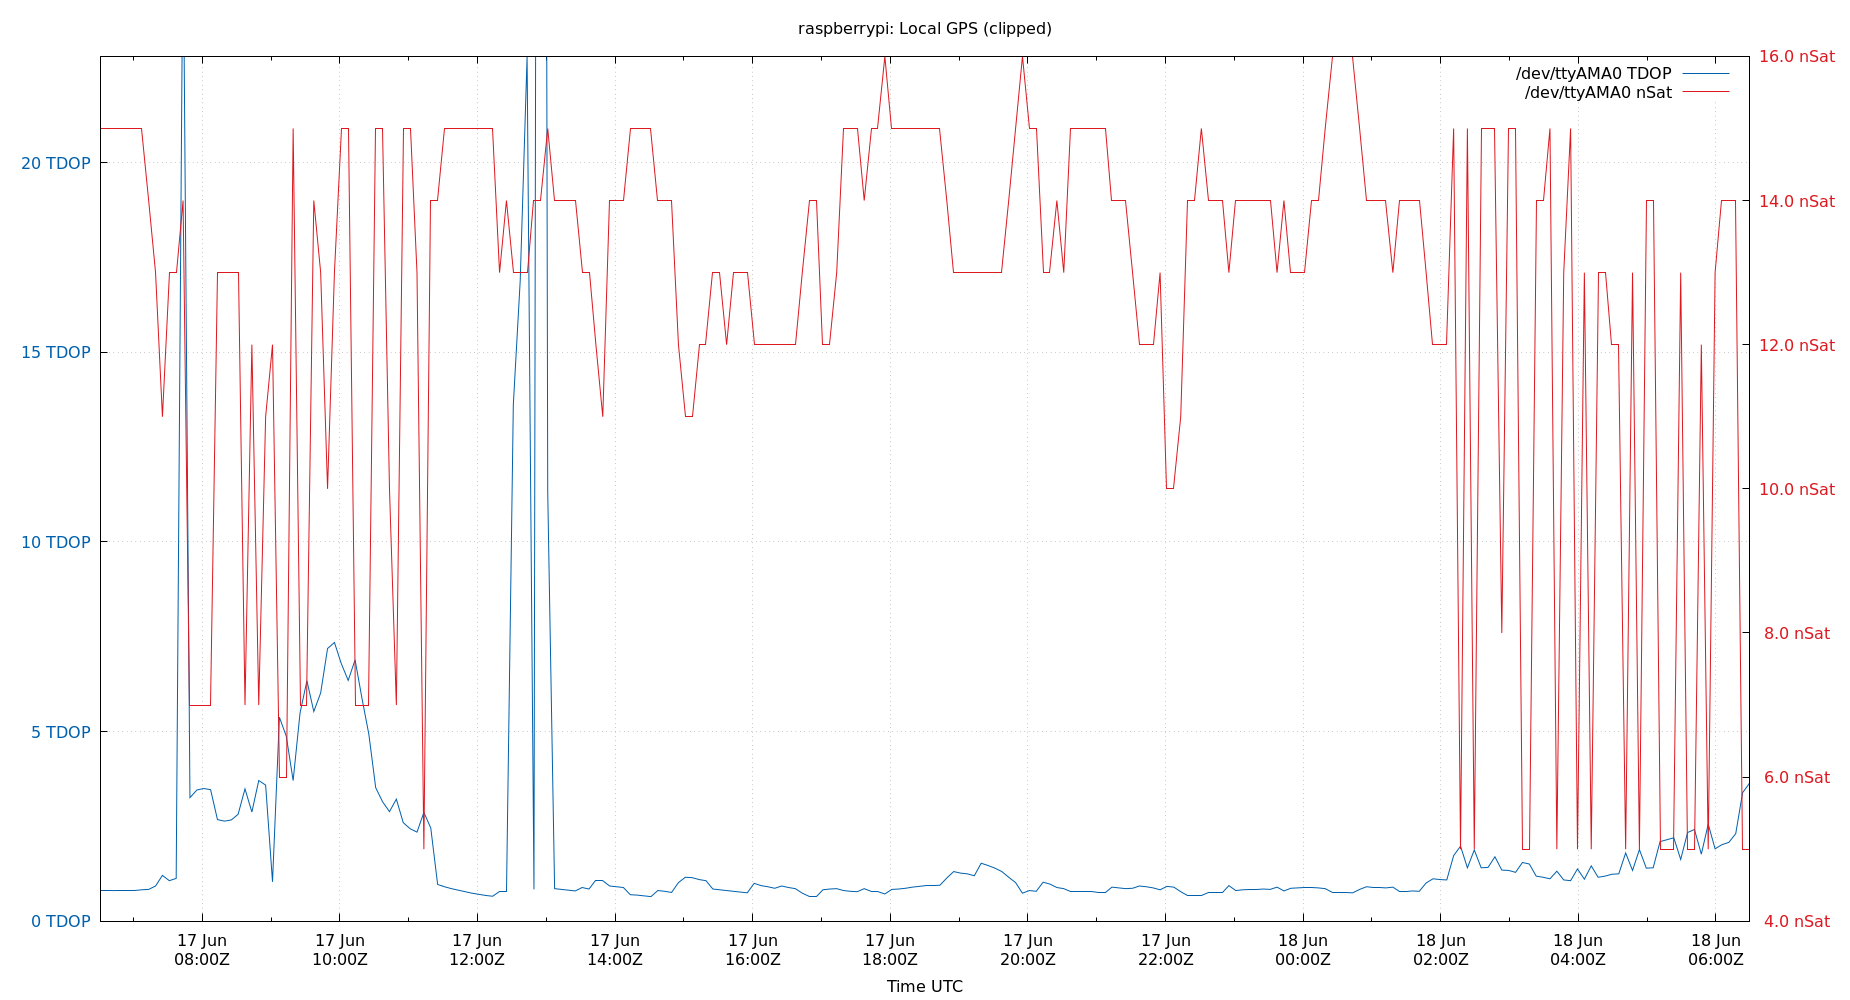 raspberrypi: Local GPS (clipped)
16.0 nSat
/dev/ttyAMA0 TDOP
/dev/ttyAMA0 nSat
20 TDOP
14.0 nSat
15 TDOP
12.0 nSat
10.0 nSat
10 TDOP
8.0 nSat
5 TDOP
6.0 nSat
0 TDOP
4.0 nSat
17 Jun 17 Jun 17 Jun 17 Jun 17 Jun 17 Jun 17 Jun 17 Jun 18 Jun 18 Jun 18 Jun 18 Jun
08:00Z 10:00Z 12:00Z 14:00Z 16:00Z 18:00Z 20:00Z 22:00Z 00:00Z 02:00Z 04:00Z 06:00Z
Time UTC